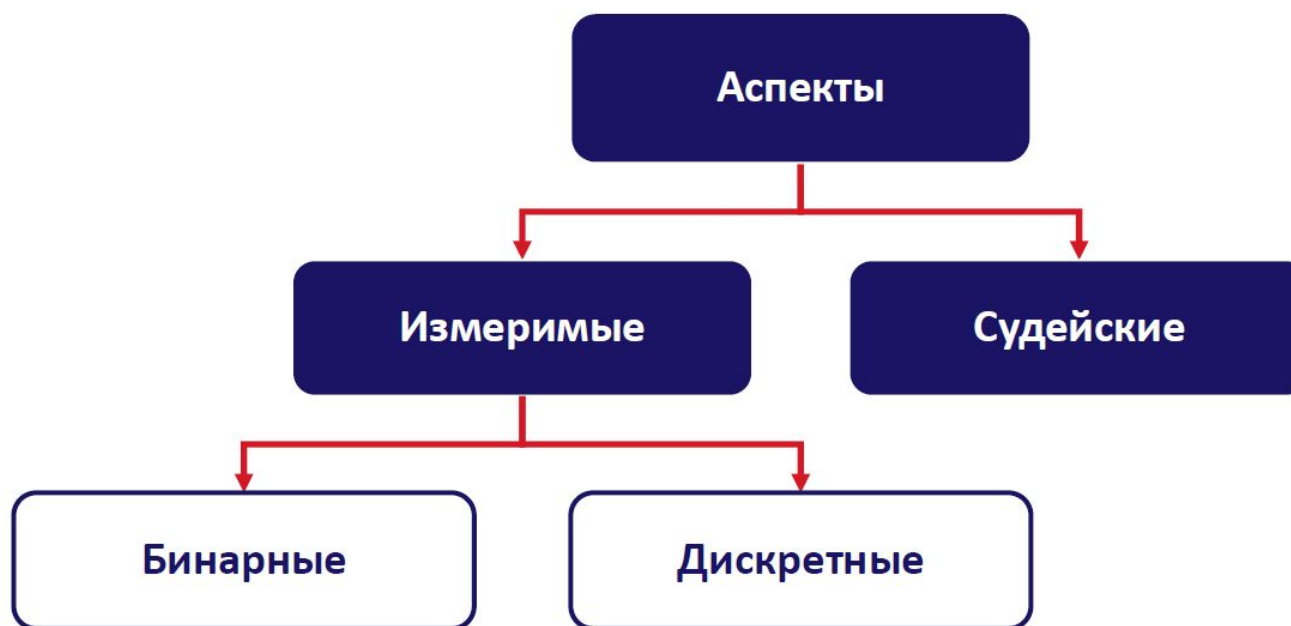 Аспекты
Измеримые
Судейские
Бинарные
Дискретные